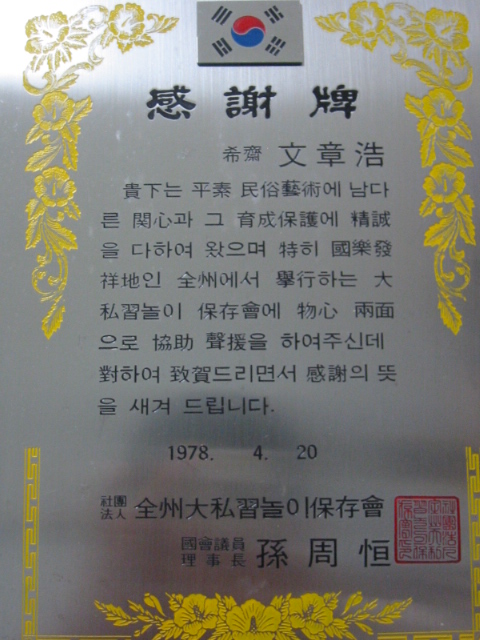 感謝牌
希齋 文章浩
貴下는 平素 民俗藝術에 남다
른 関心과 그 育成保護에 精誠
을 다하여 왔으며 特히 國樂發
祥地인 全州에서 擧行하는 大
私習놀이 保存會에 物心 兩面
으로 協助 聲援을 하여주신데
對하여 致賀드리면서 感謝의 뜻
을 새겨 드립니다.
1978. 4. 20
社團
法人 全州大私習놀이保存會
國會議員
理事長 孫周恒